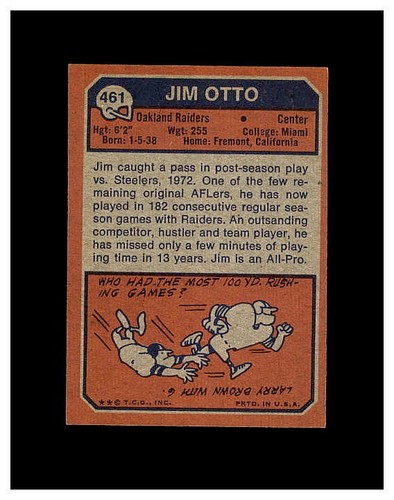 461
JIM OTTO
Oakland Raiders • Center
Hgt: 6'2" Wgt: 255 College: Miami
Born: 1-5-38 Home: Fremont, California
Jim caught a pass in post-season play
vs. Steelers, 1972. One of the few re-
maining original AFLers, he has now
played in 182 consecutive regular sea-
son games with Raiders. An outsanding
competitor, hustler and team player, he
has missed only a few minutes of play-
ing time in 13 years. Jim is an All-Pro.
WHO HAD THE MOST 100 YD. RUSH-
ING GAMES?
LARRY BROWN WITH 6.
**© T.C.G., INC. PRTD. IN U.S.A.